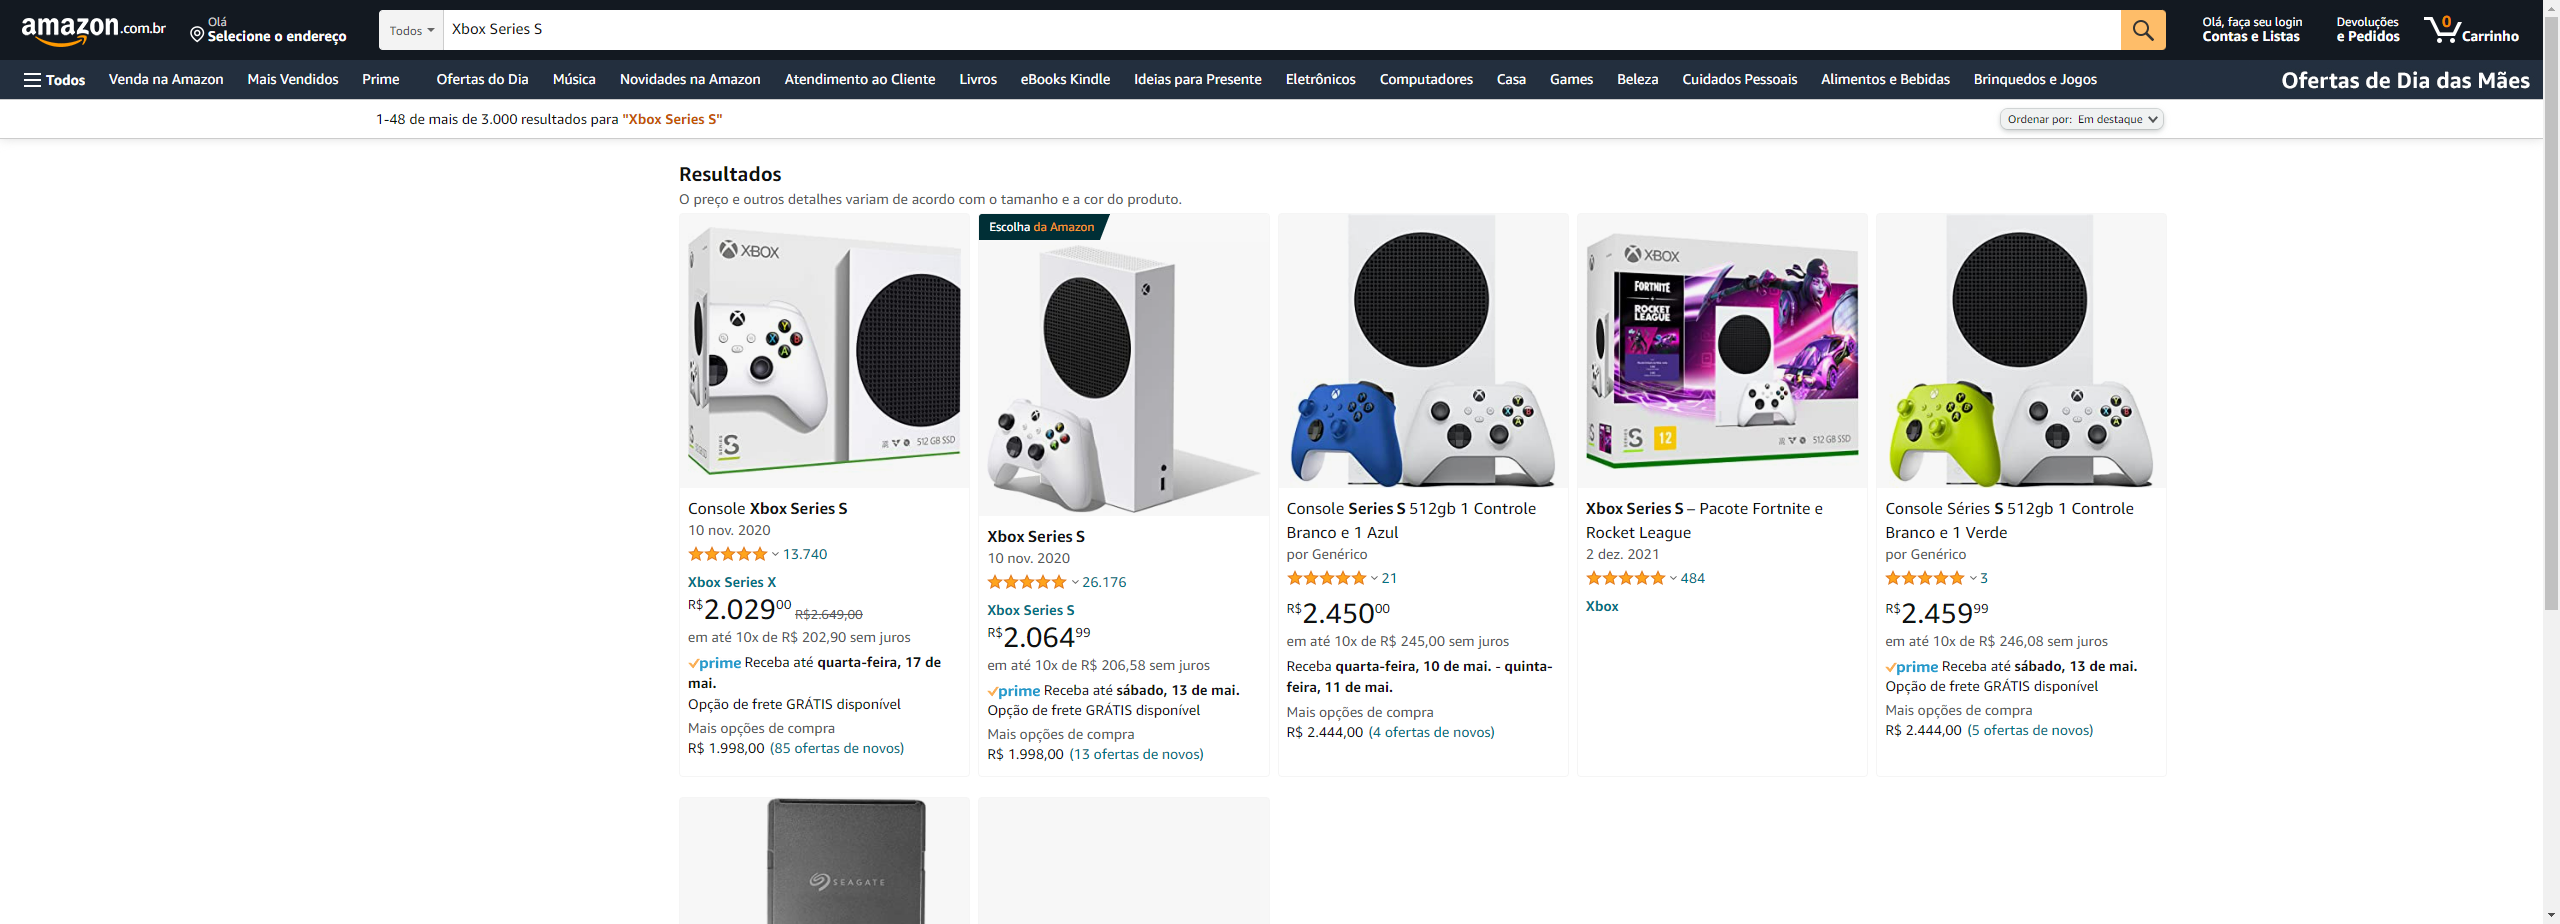 amazon.com.br
Olá
Selecione o endereço
Todos
Xbox Series S
Olá, faça seu login
Contas e Listas
Devoluções
e Pedidos
0
Carrinho
Todos
Venda na Amazon
Mais Vendidos
Prime
Ofertas do Dia
Música
Novidades na Amazon
Atendimento ao Cliente
Livros
eBooks Kindle
Ideias para Presente
Eletrônicos
Computadores
Casa
Games
Beleza
Cuidados Pessoais
Alimentos e Bebidas
Brinquedos e Jogos
Ofertas de Dia das Mães
1-48 de mais de 3.000 resultados para "Xbox Series S"
Ordenar por: Em destaque
Resultados
O preço e outros detalhes variam de acordo com o tamanho e a cor do produto.
XBOX
Y
X
B
A
SERIES S
512 GB SSD
Console Xbox Series S
10 nov. 2020
13.740
Xbox Series X
R$2.02900 R$2.649,00
em até 10x de R$ 202,90 sem juros
prime Receba até quarta-feira, 17 de
mai.
Opção de frete GRÁTIS disponível
Mais opções de compra
R$ 1.998,00 (85 ofertas de novos)
Escolha da Amazon
Xbox Series S
10 nov. 2020
26.176
Xbox Series S
R$2.06499
em até 10x de R$ 206,58 sem juros
prime Receba até sábado, 13 de mai.
Opção de frete GRÁTIS disponível
Mais opções de compra
R$ 1.998,00 (13 ofertas de novos)
Console Series S 512gb 1 Controle
Branco e 1 Azul
por Genérico
21
R$2.45000
em até 10x de R$ 245,00 sem juros
Receba quarta-feira, 10 de mai. - quinta-
feira, 11 de mai.
Mais opções de compra
R$ 2.444,00 (4 ofertas de novos)
XBOX
FORTNITE
+
ROCKET
LEAGUE
SERIES S
12
512 GB SSD
Xbox Series S – Pacote Fortnite e
Rocket League
2 dez. 2021
484
Xbox
Console Séries S 512gb 1 Controle
Branco e 1 Verde
por Genérico
3
R$2.45999
em até 10x de R$ 246,08 sem juros
prime Receba até sábado, 13 de mai.
Opção de frete GRÁTIS disponível
Mais opções de compra
R$ 2.444,00 (5 ofertas de novos)
SEAGATE